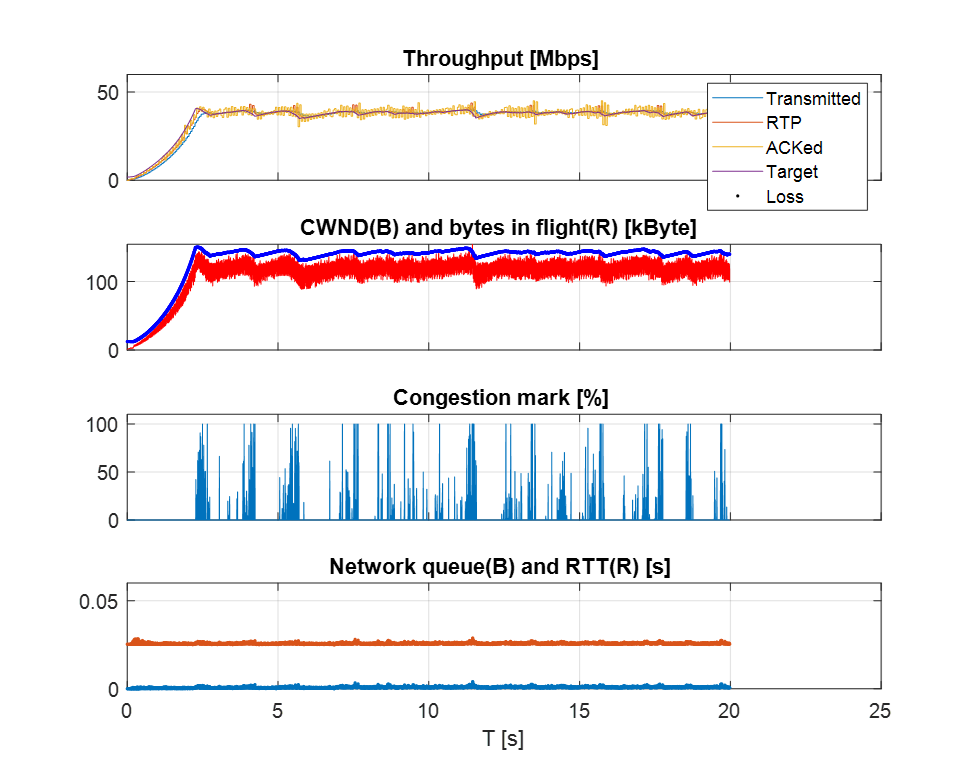 Throughput [Mbps]
50
0
Transmitted
RTP
ACKed
Target
Loss
CWND(B) and bytes in flight(R) [kByte]
100
0
Congestion mark [%]
100
50
0
Network queue(B) and RTT(R) [s]
0.05
0
0 5 10 15 20 25
T [s]